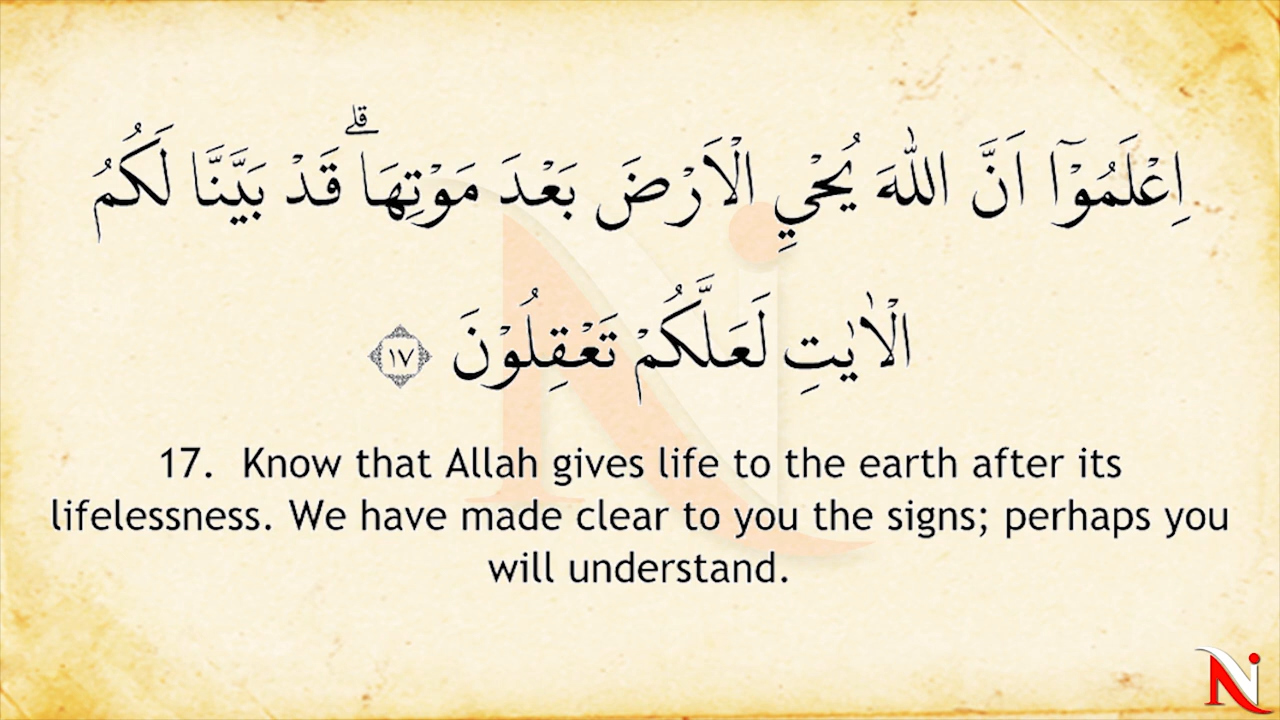 اِعْلَمُوْٓا اَنَّ اللّٰهَ يُحْيِ الْاَرْضَ بَعْدَ مَوْتِهَاۗ قَدْ بَيَّنَّا لَكُمُ
الْاٰيٰتِ لَعَلَّكُمْ تَعْقِلُوْنَ ١٧
17. Know that Allah gives life to the earth after its
lifelessness. We have made clear to you the signs; perhaps you
will understand.